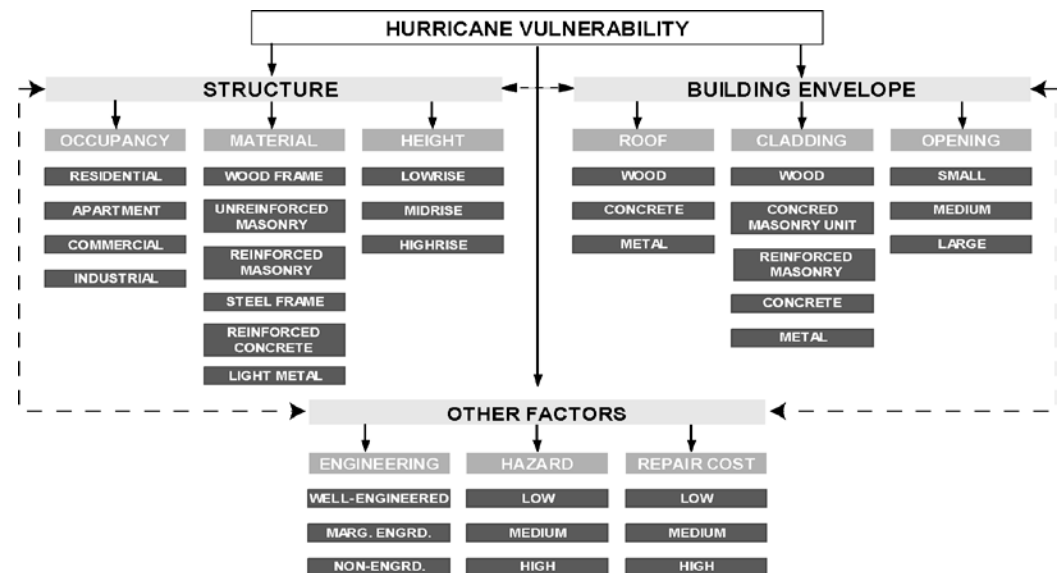 HURRICANE VULNERABILITY
STRUCTURE
BUILDING ENVELOPE
OCCUPANCY
MATERIAL
HEIGHT
ROOF
CLADDING
OPENING
RESIDENTIAL
APARTMENT
COMMERCIAL
INDUSTRIAL
WOOD FRAME
UNREINFORCED
MASONRY
REINFORCED
MASONRY
STEEL FRAME
REINFORCED
CONCRETE
LIGHT METAL
LOWRISE
MIDRISE
HIGHRISE
WOOD
CONCRETE
METAL
WOOD
CONCRED
MASONRY UNIT
REINFORCED
MASONRY
CONCRETE
METAL
SMALL
MEDIUM
LARGE
OTHER FACTORS
ENGINEERING
HAZARD
REPAIR COST
WELL-ENGINEERED
MARG. ENGRD.
NON-ENGRD.
LOW
MEDIUM
HIGH
LOW
MEDIUM
HIGH